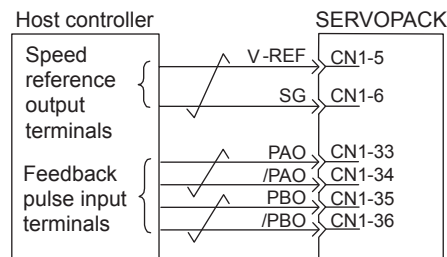 Host controller
SERVOPACK
Speed
reference
output
terminals
V-REF
CN1-5
SG
CN1-6
Feedback
pulse input
terminals
PAO
CN1-33
/PAO
CN1-34
PBO
CN1-35
/PBO
CN1-36